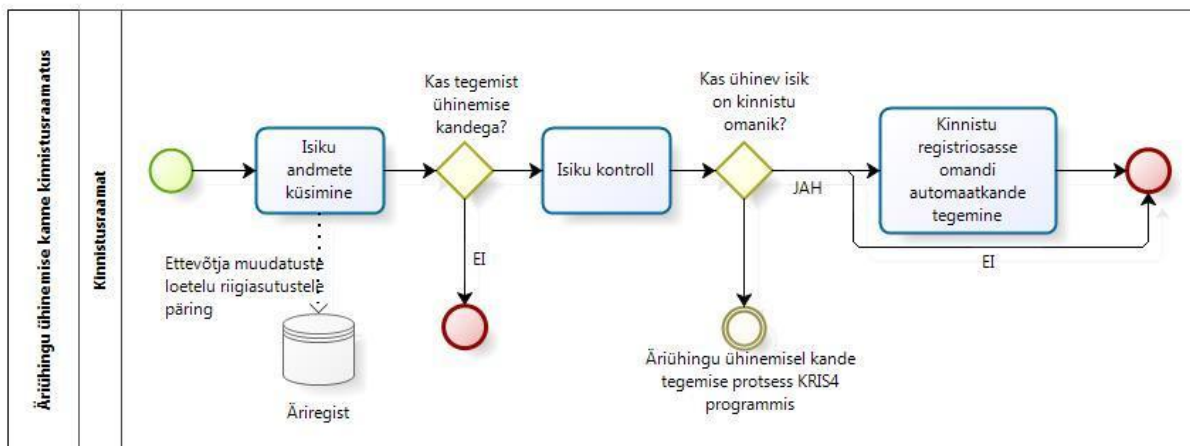 Äriühingu ühinemise kanne kinnistusraamatus
Kinnistusraamat
Isiku
andmete
küsimine
Kas tegemist
ühinemise
kandega?
Isiku kontroll
Kas ühinev isik
on kinnistu
omanik?
JAH
Kinnistu
registriosasse
omandi
automaatkande
tegemine
EI
EI
Ettevõtja muudatuste
loetelu riigiasutustele
päring
Äriregist
Äriühingu ühinemisel kande
tegemise protsess KRIS4
programmis